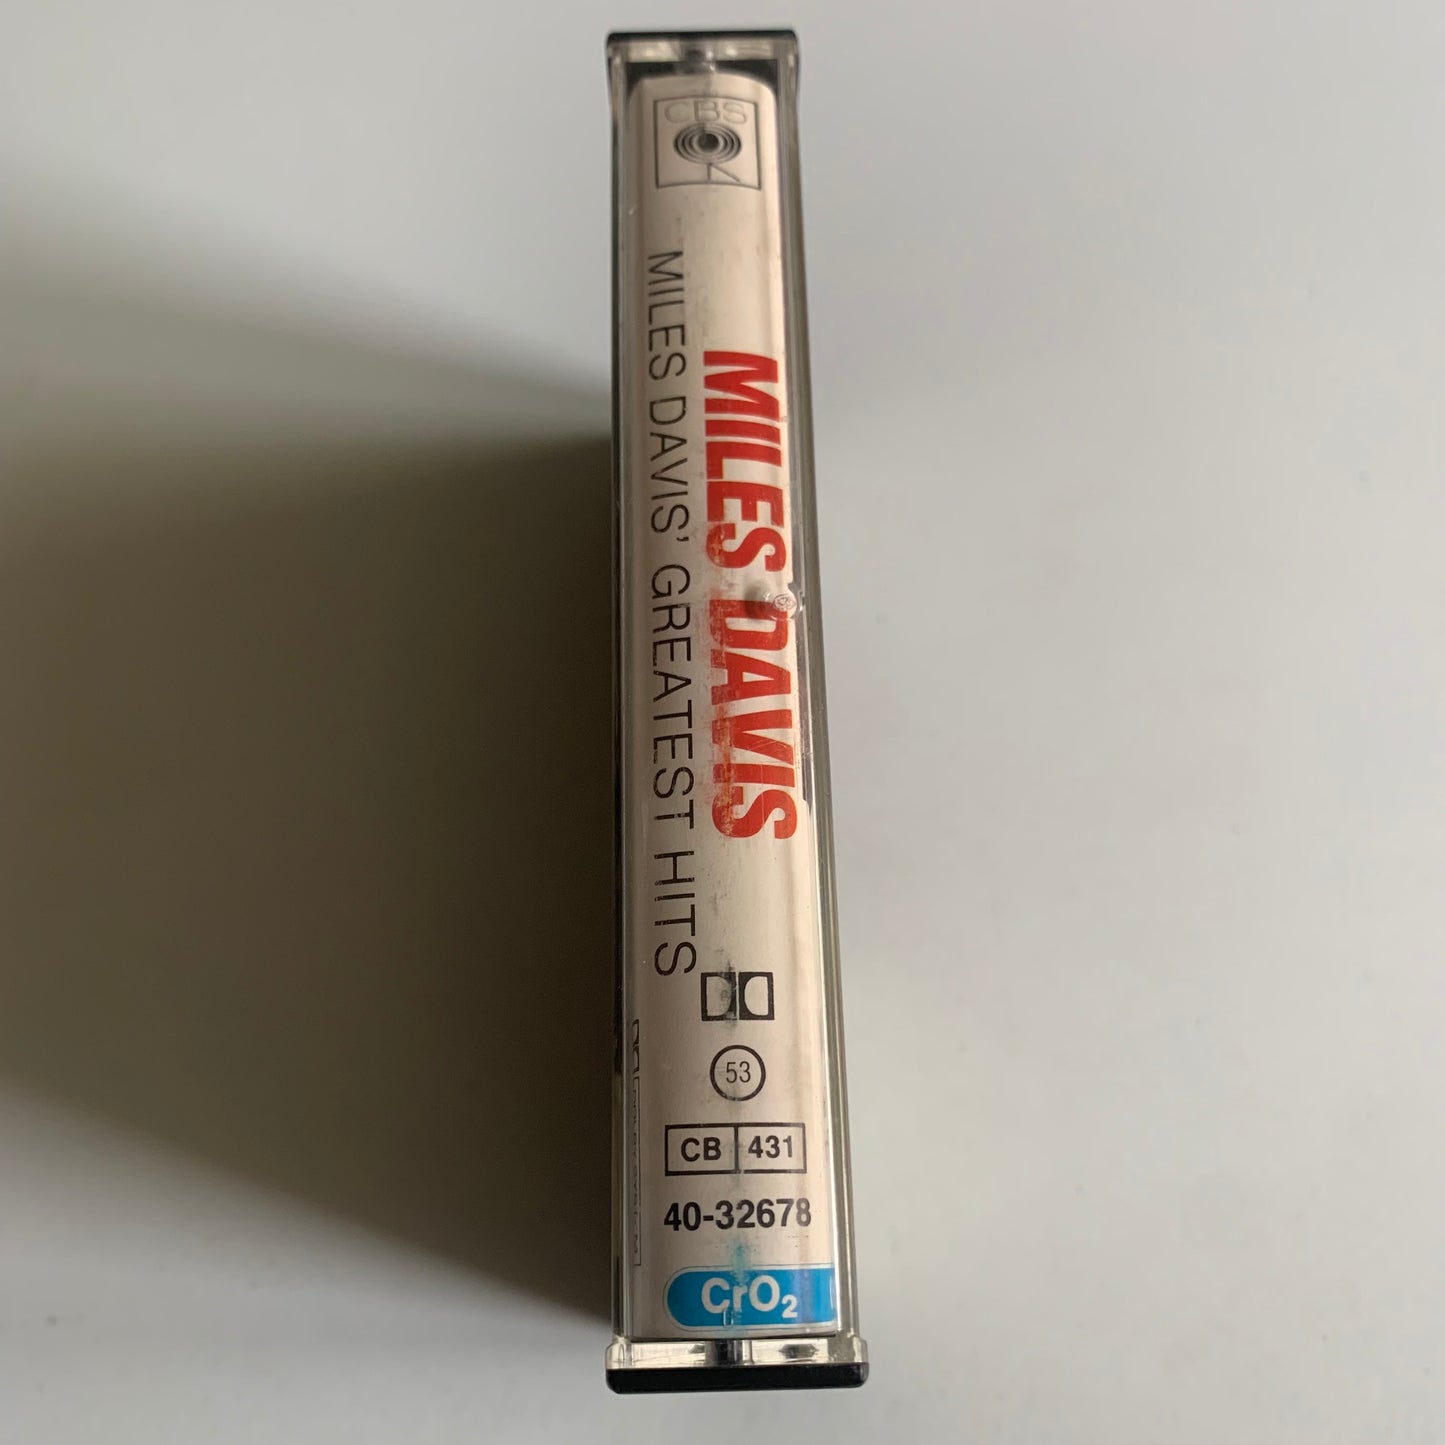 CBS
MILES DAVIS
MILES DAVIS' GREATEST HITS
53
CB 431
40-32678
CrO₂